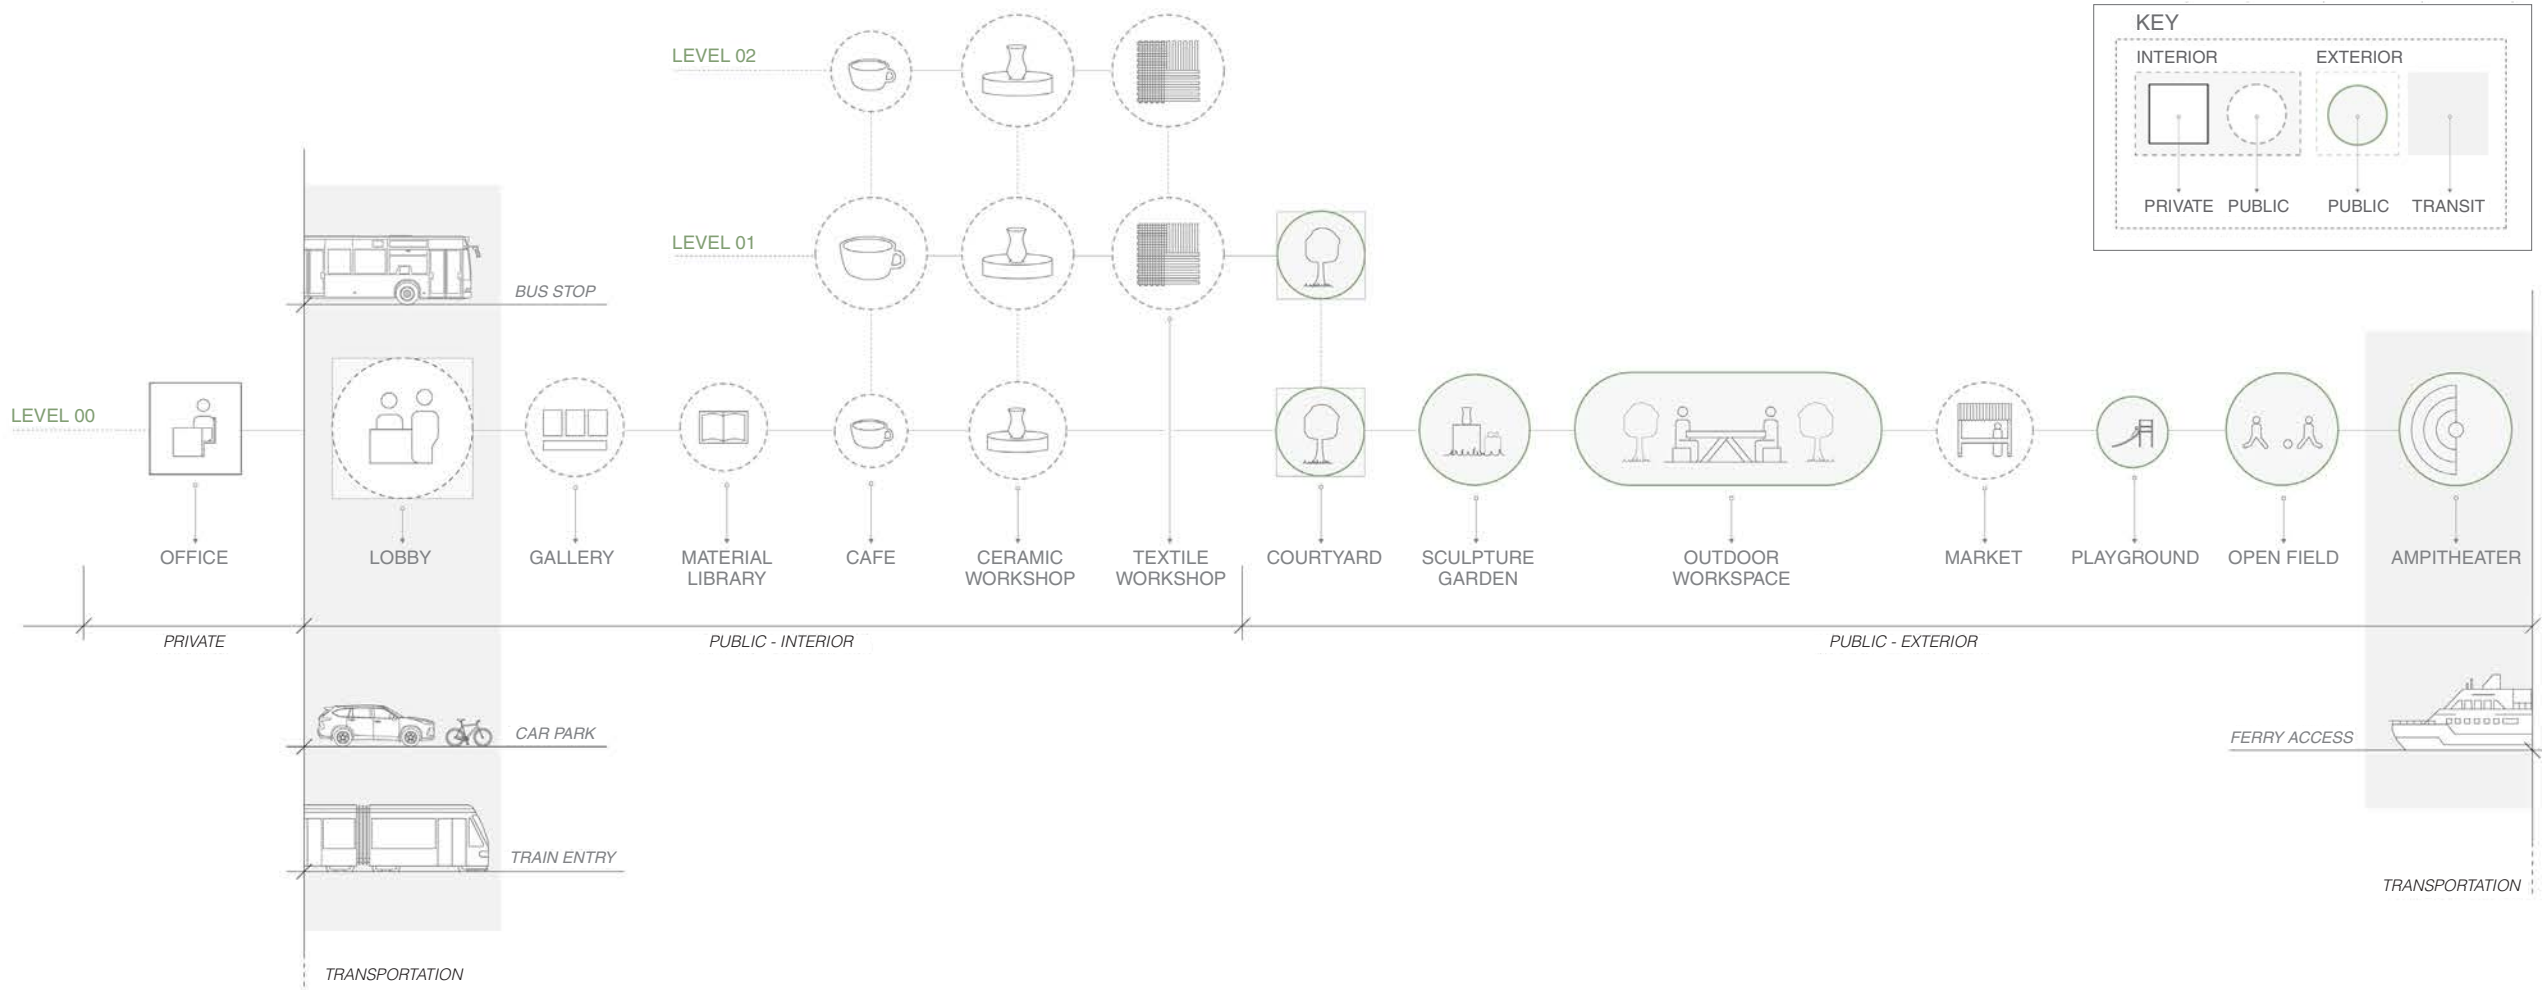 KEY
INTERIOR
EXTERIOR
PRIVATE
PUBLIC
PUBLIC
TRANSIT
LEVEL 02
LEVEL 01
BUS STOP
LEVEL 00
OFFICE
LOBBY
GALLERY
MATERIAL
LIBRARY
CAFE
CERAMIC
WORKSHOP
TEXTILE
WORKSHOP
COURTYARD
SCULPTURE
GARDEN
OUTDOOR
WORKSPACE
MARKET
PLAYGROUND
OPEN FIELD
AMPITHEATER
PRIVATE
PUBLIC - INTERIOR
PUBLIC - EXTERIOR
CAR PARK
FERRY ACCESS
TRAIN ENTRY
TRANSPORTATION
TRANSPORTATION